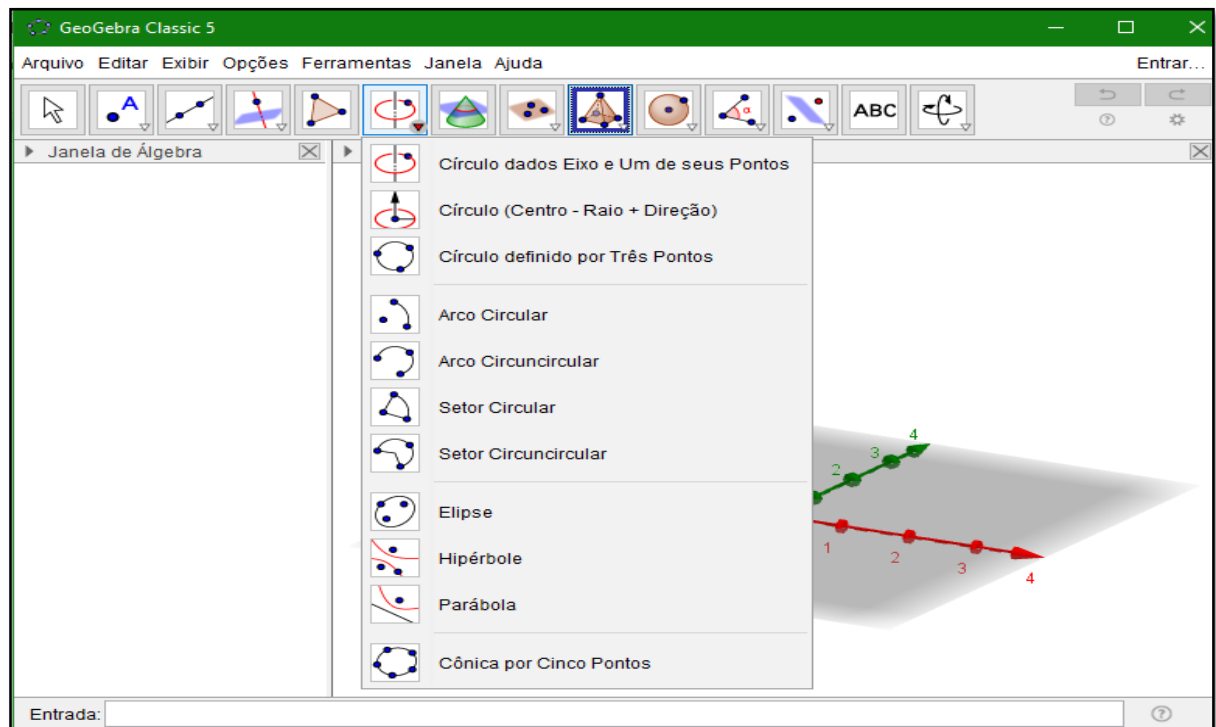 GeoGebra Classic 5
Arquivo Editar Exibir Opções Ferramentas Janela Ajuda Entrar...
A α ABC
Janela de Álgebra
Círculo dados Eixo e Um de seus Pontos
Círculo (Centro - Raio + Direção)
Círculo definido por Três Pontos
Arco Circular
Arco Circuncircular
Setor Circular
Setor Circuncircular
Elipse
Hipérbole
Parábola
Cônica por Cinco Pontos
4
3
2
1
2
3
4
Entrada: